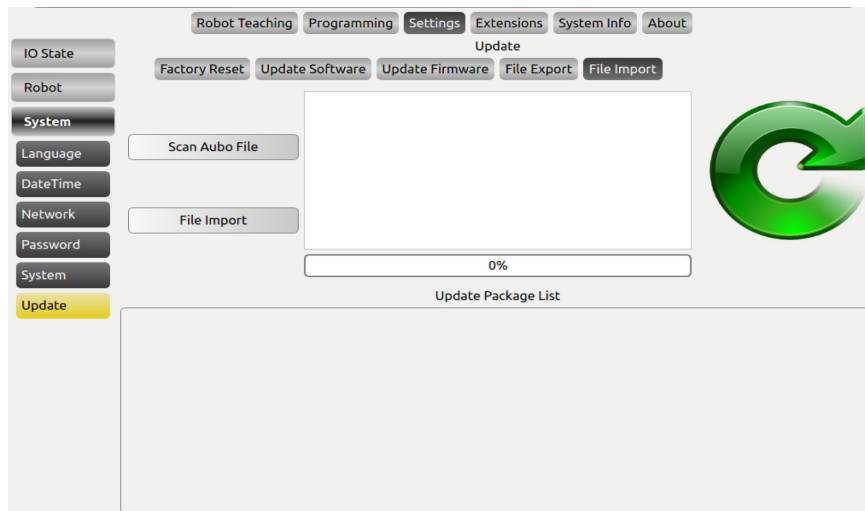 Robot Teaching Programming Settings Extensions System Info About
Update
Factory Reset Update Software Update Firmware File Export File Import
IO State
Robot
System
Language
DateTime
Network
Password
System
Update
Scan Aubo File
File Import
0%
Update Package List